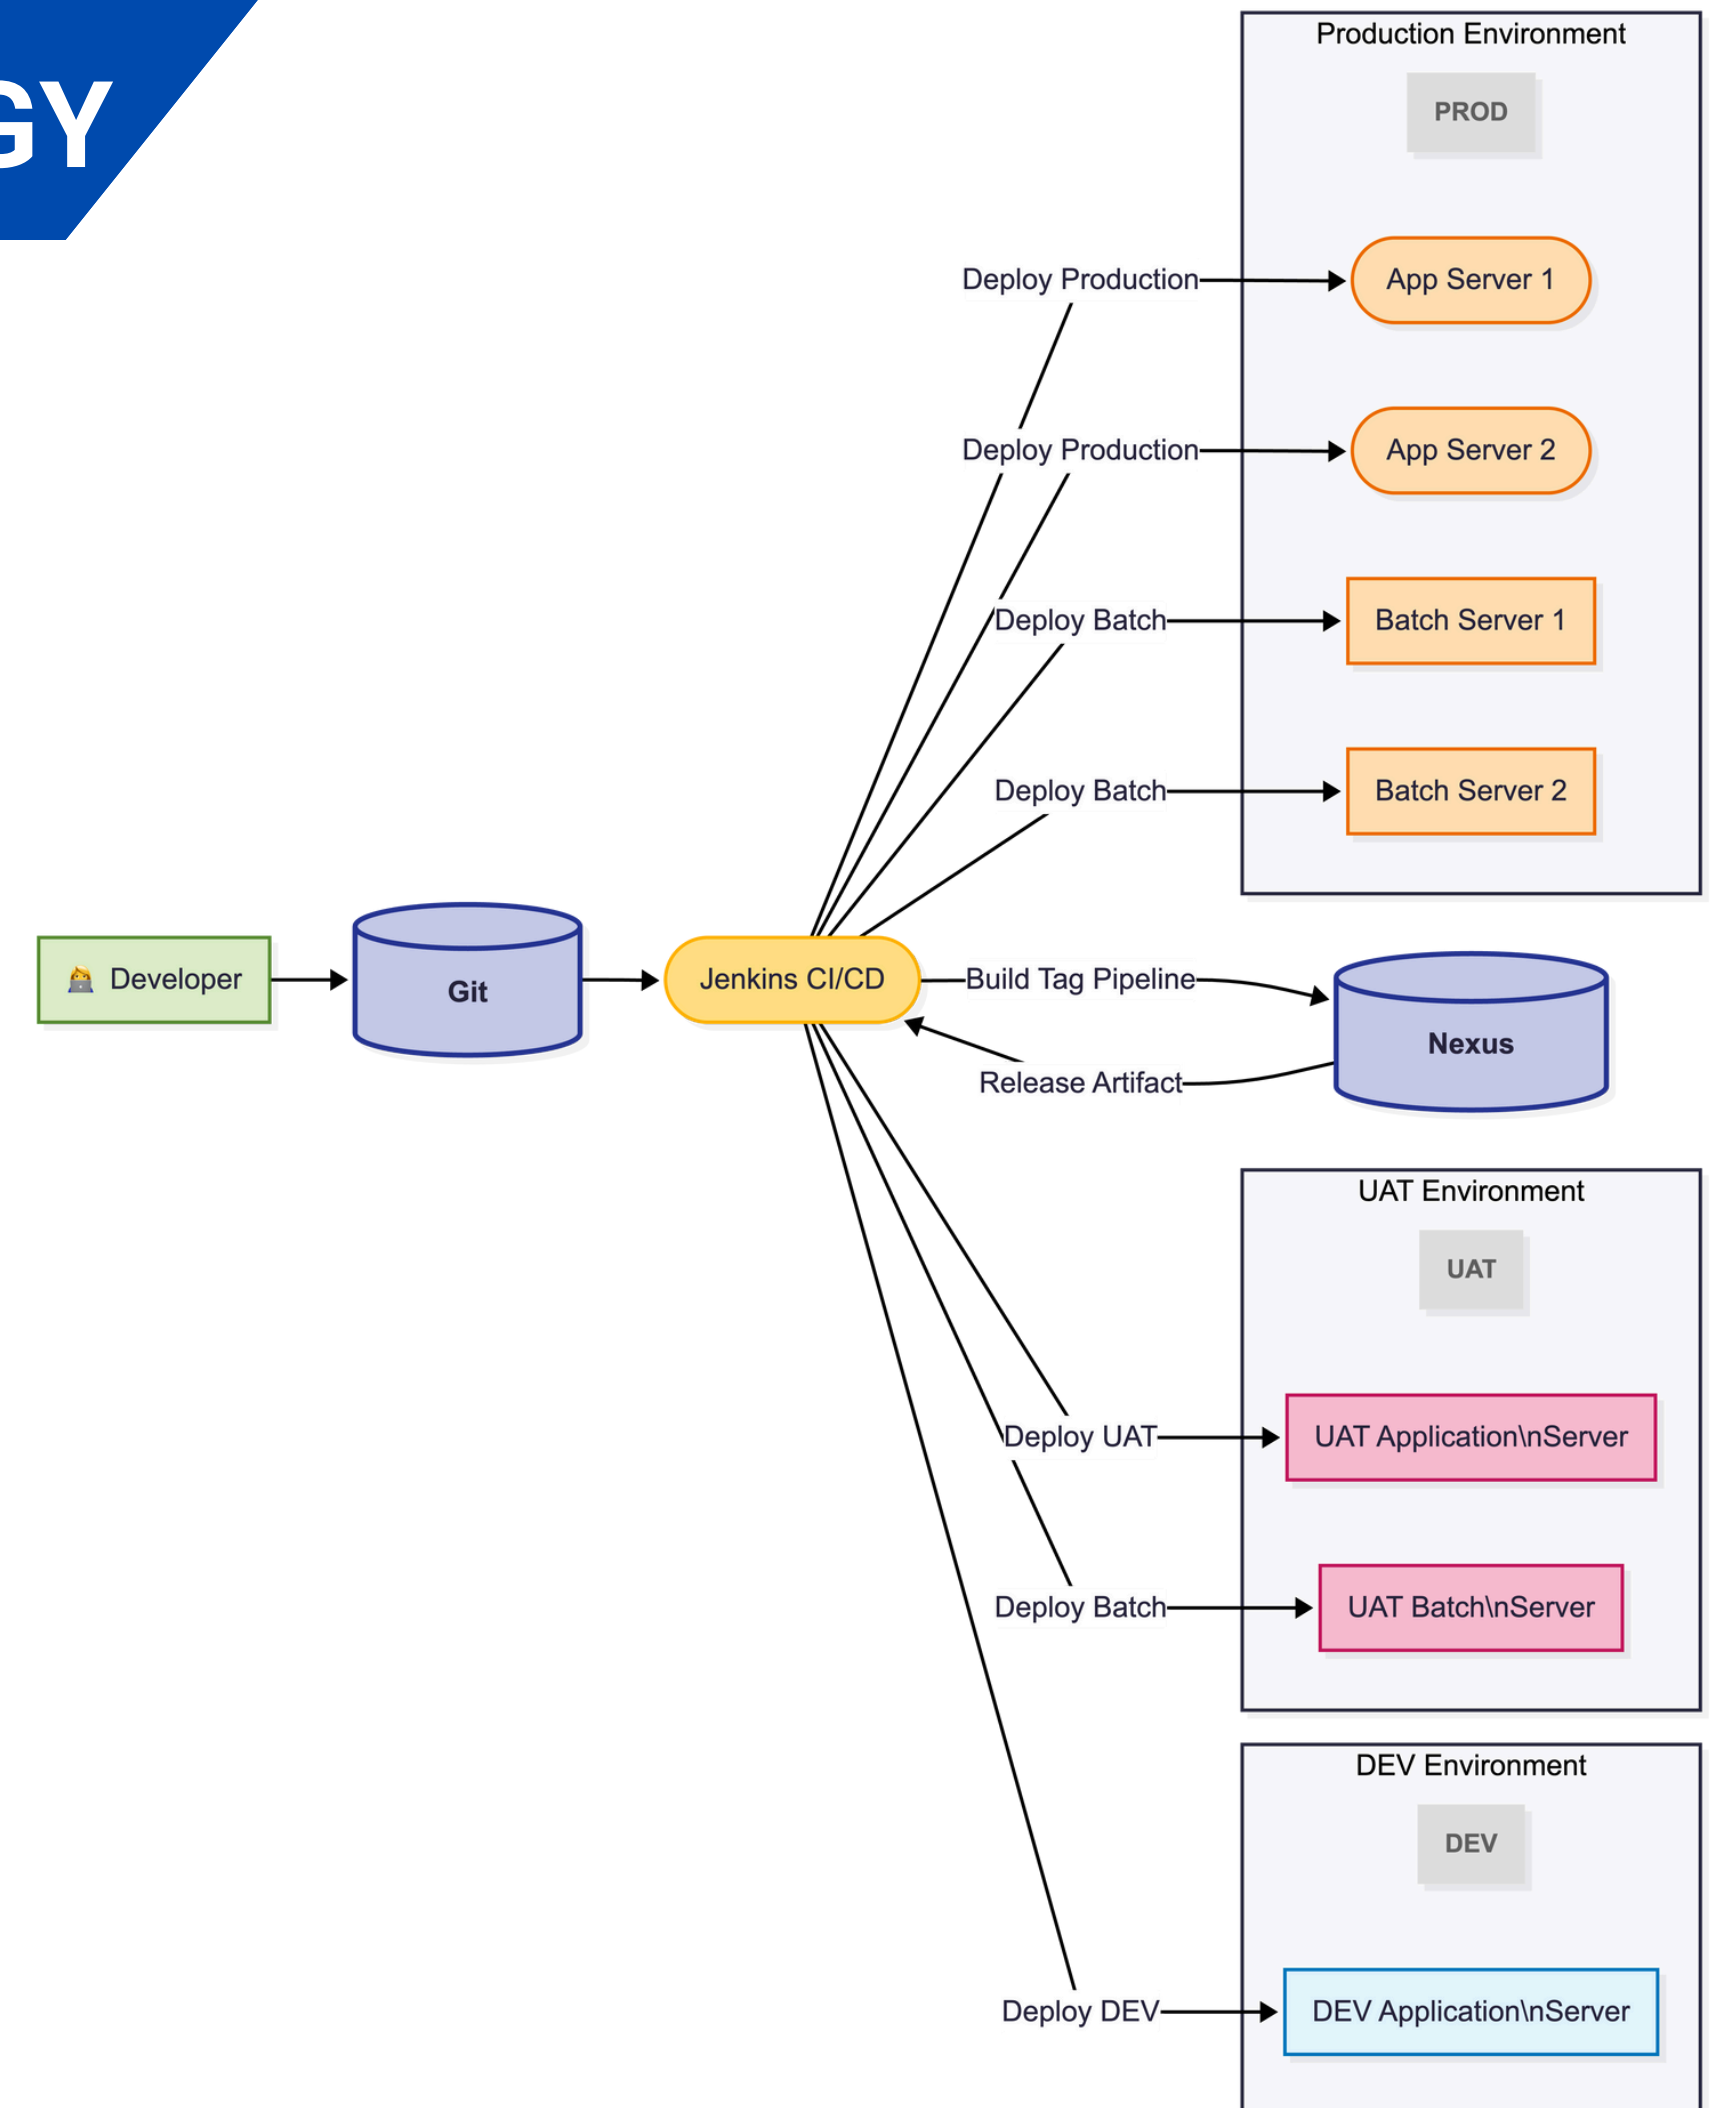 GY
Production Environment
PROD
Deploy Production
App Server 1
Deploy Production
App Server 2
Deploy Batch
Batch Server 1
Deploy Batch
Batch Server 2
Developer
Git
Jenkins CI/CD
Build Tag Pipeline
Nexus
Release Artifact
UAT Environment
UAT
Deploy UAT
UAT Application\nServer
Deploy Batch
UAT Batch\nServer
DEV Environment
DEV
Deploy DEV
DEV Application\nServer